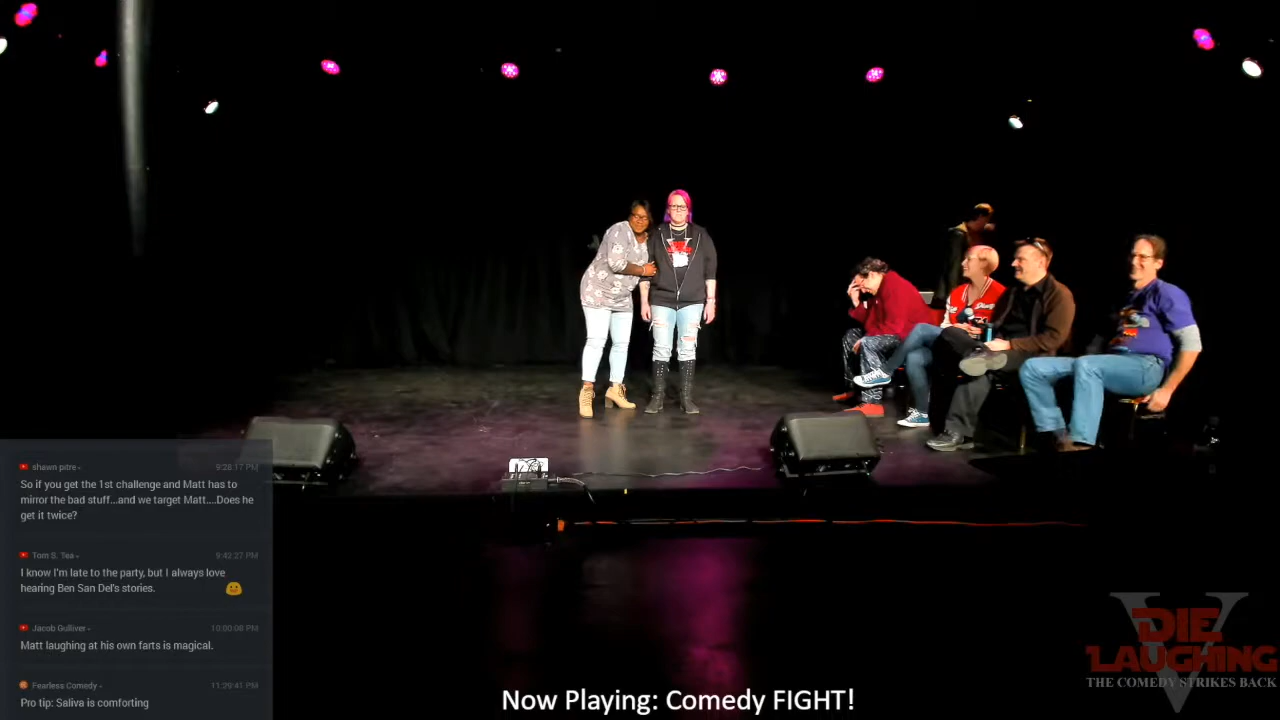 shawn pitre
9:28:17 PM
So if you get the 1st challenge and Matt has to
mirror the bad stuff...and we target Matt....Does he
get it twice?
Tom S. Tea
9:42:27 PM
I know I'm late to the party, but I always love
hearing Ben San Del's stories.
Jacob Gulliver
10:00:08 PM
Matt laughing at his own farts is magical.
Fearless Comedy
11:29:41 PM
Pro tip: Saliva is comforting
Now Playing: Comedy FIGHT!
V
DIE
LAUGHING
THE COMEDY STRIKES BACK